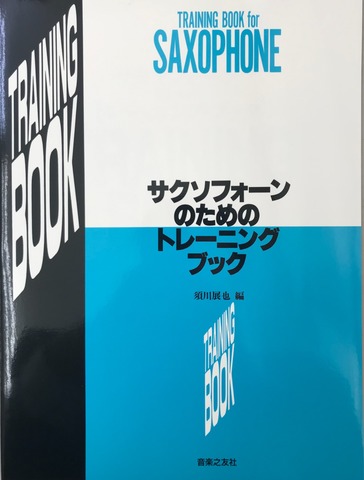 TRAINING BOOK for
SAXOPHONE
TRAINING
BOOK
サクソフォーン
のための
トレーニング
ブック
須川展也 編
TRAINING
BOOK
音楽之友社